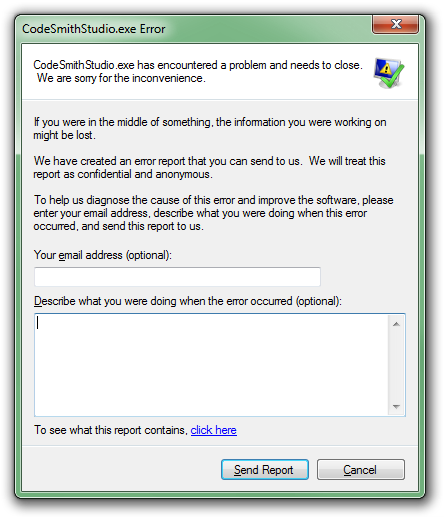 CodeSmithStudio.exe Error
CodeSmithStudio.exe has encountered a problem and needs to close.
We are sorry for the inconvenience.
If you were in the middle of something, the information you were working on
might be lost.
We have created an error report that you can send to us. We will treat this
report as confidential and anonymous.
To help us diagnose the cause of this error and improve the software, please
enter your email address, describe what you were doing when this error
occurred, and send this report to us.
Your email address (optional):
Describe what you were doing when the error occurred (optional):
To see what this report contains, click here
Send Report
Cancel